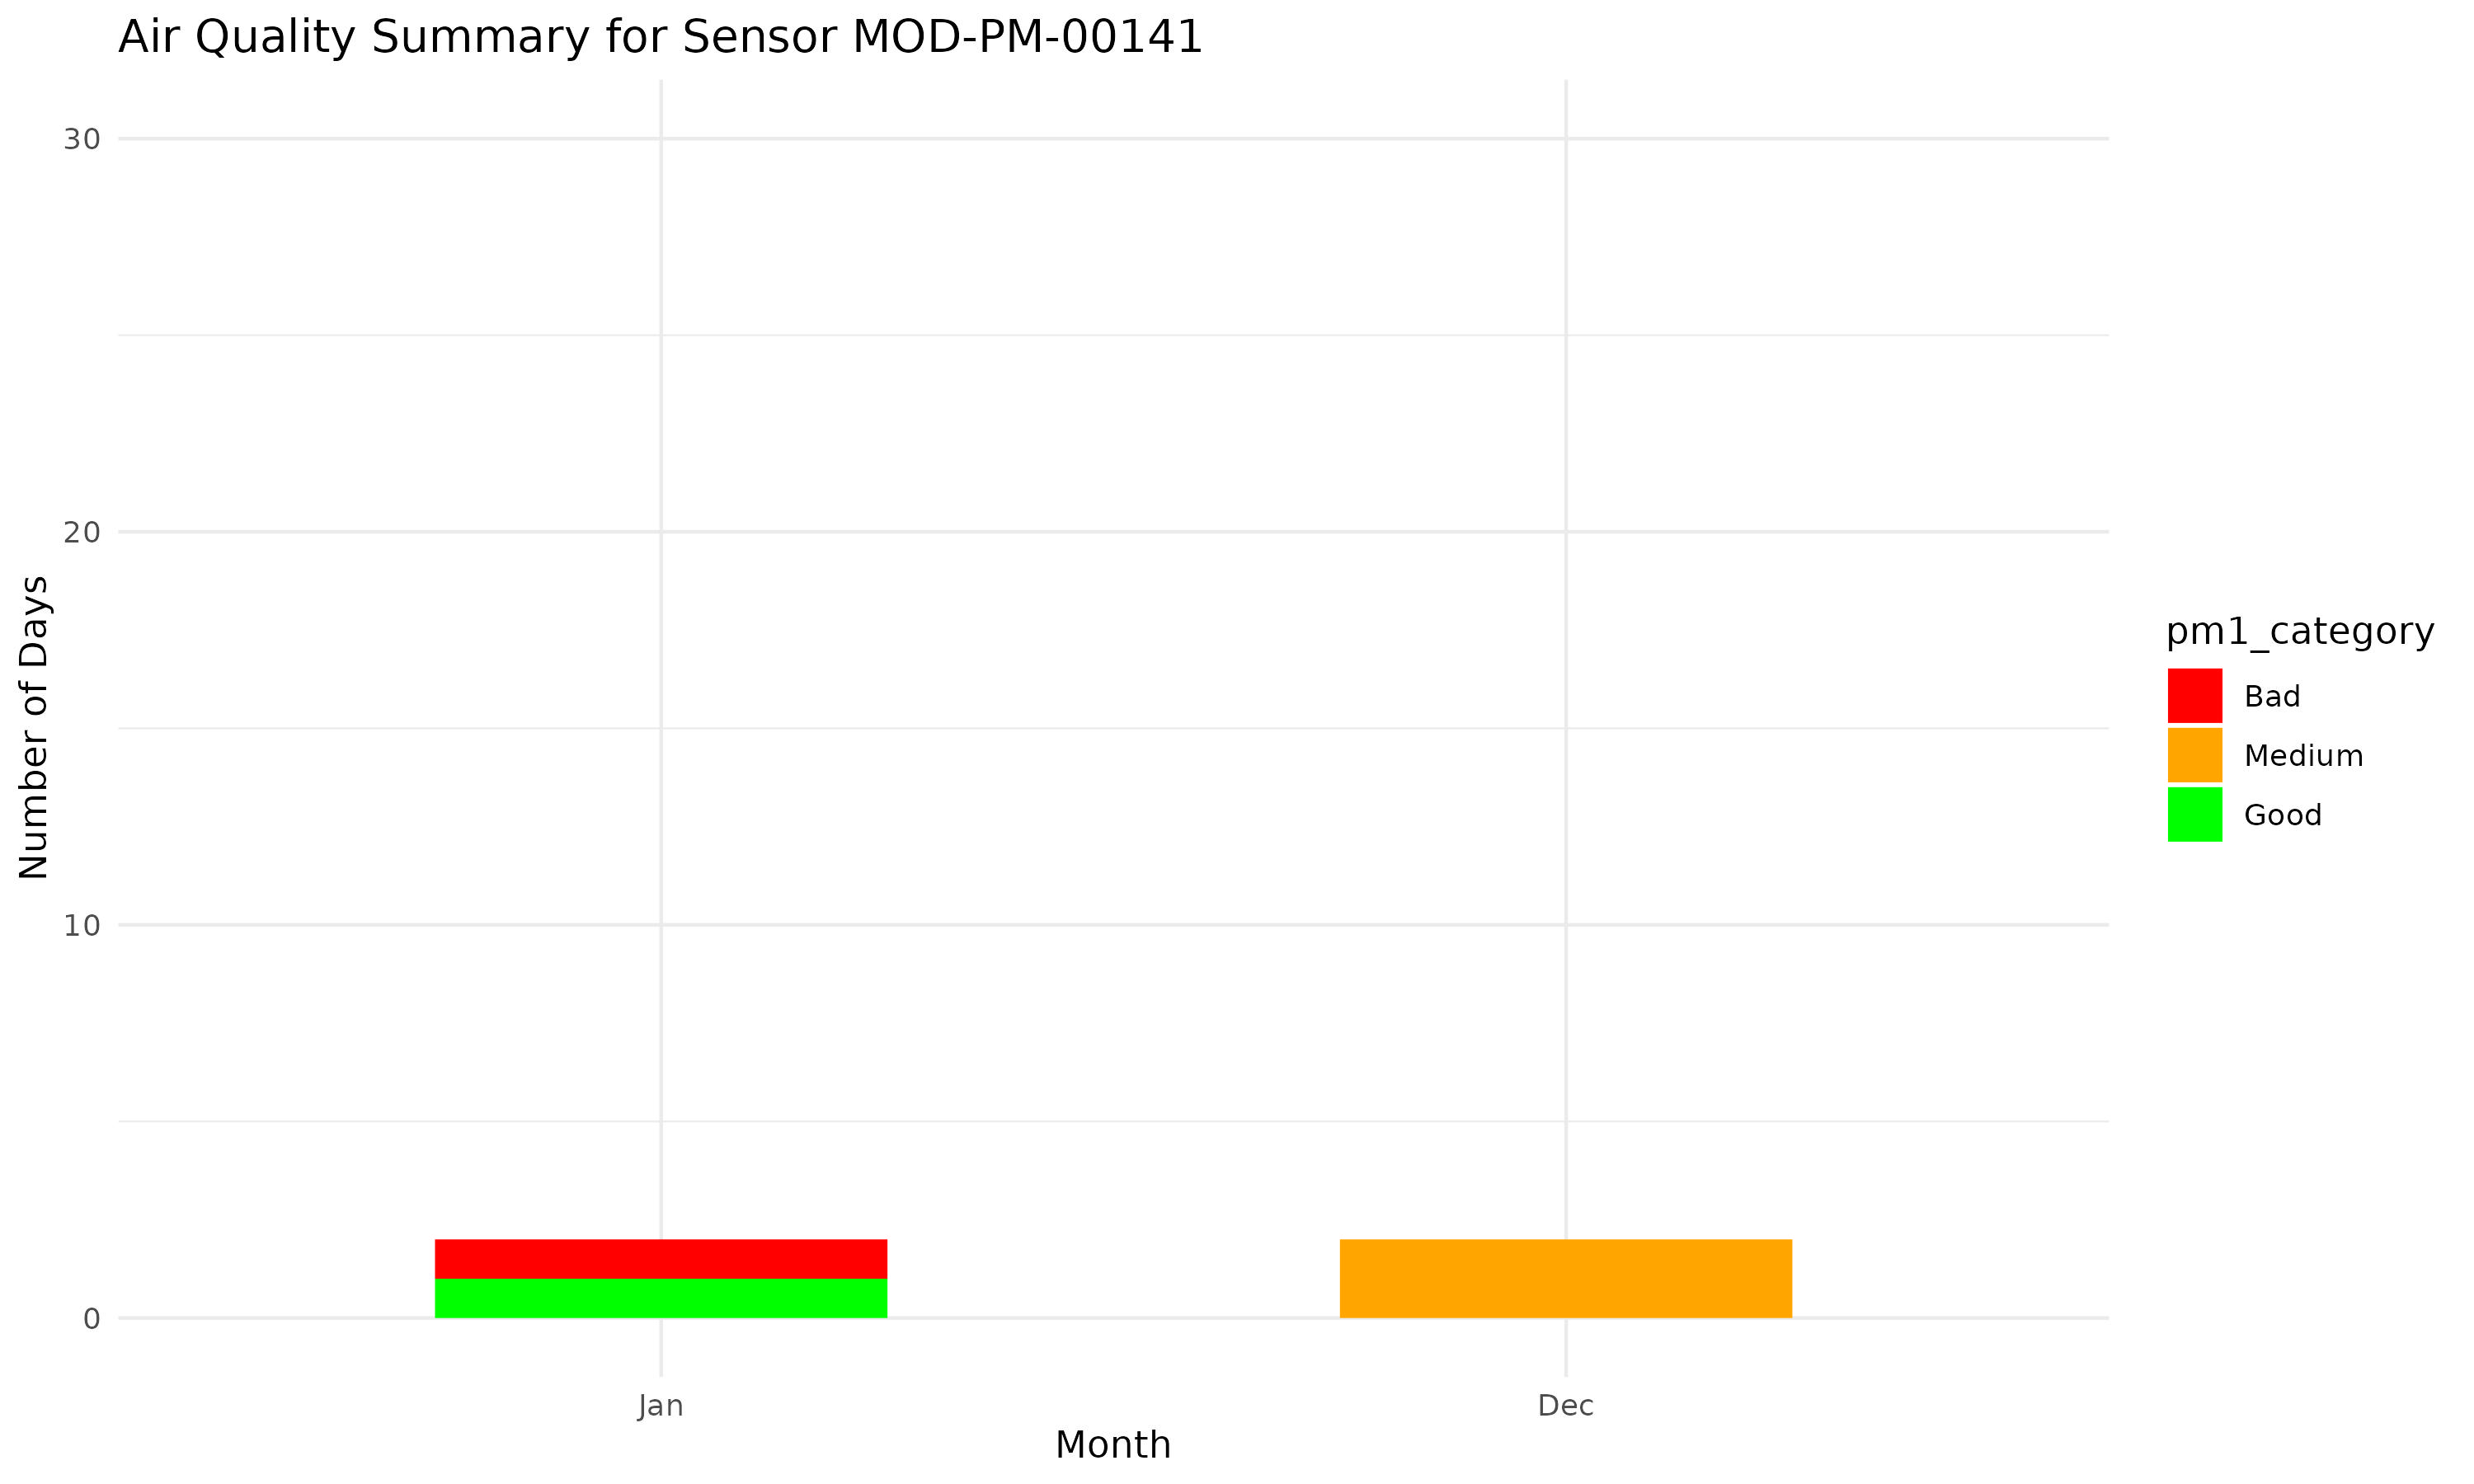 Air Quality Summary for Sensor MOD-PM-00141
30
20
10
0
Number of Days
Jan
Dec
Month
pm1_category
Bad
Medium
Good